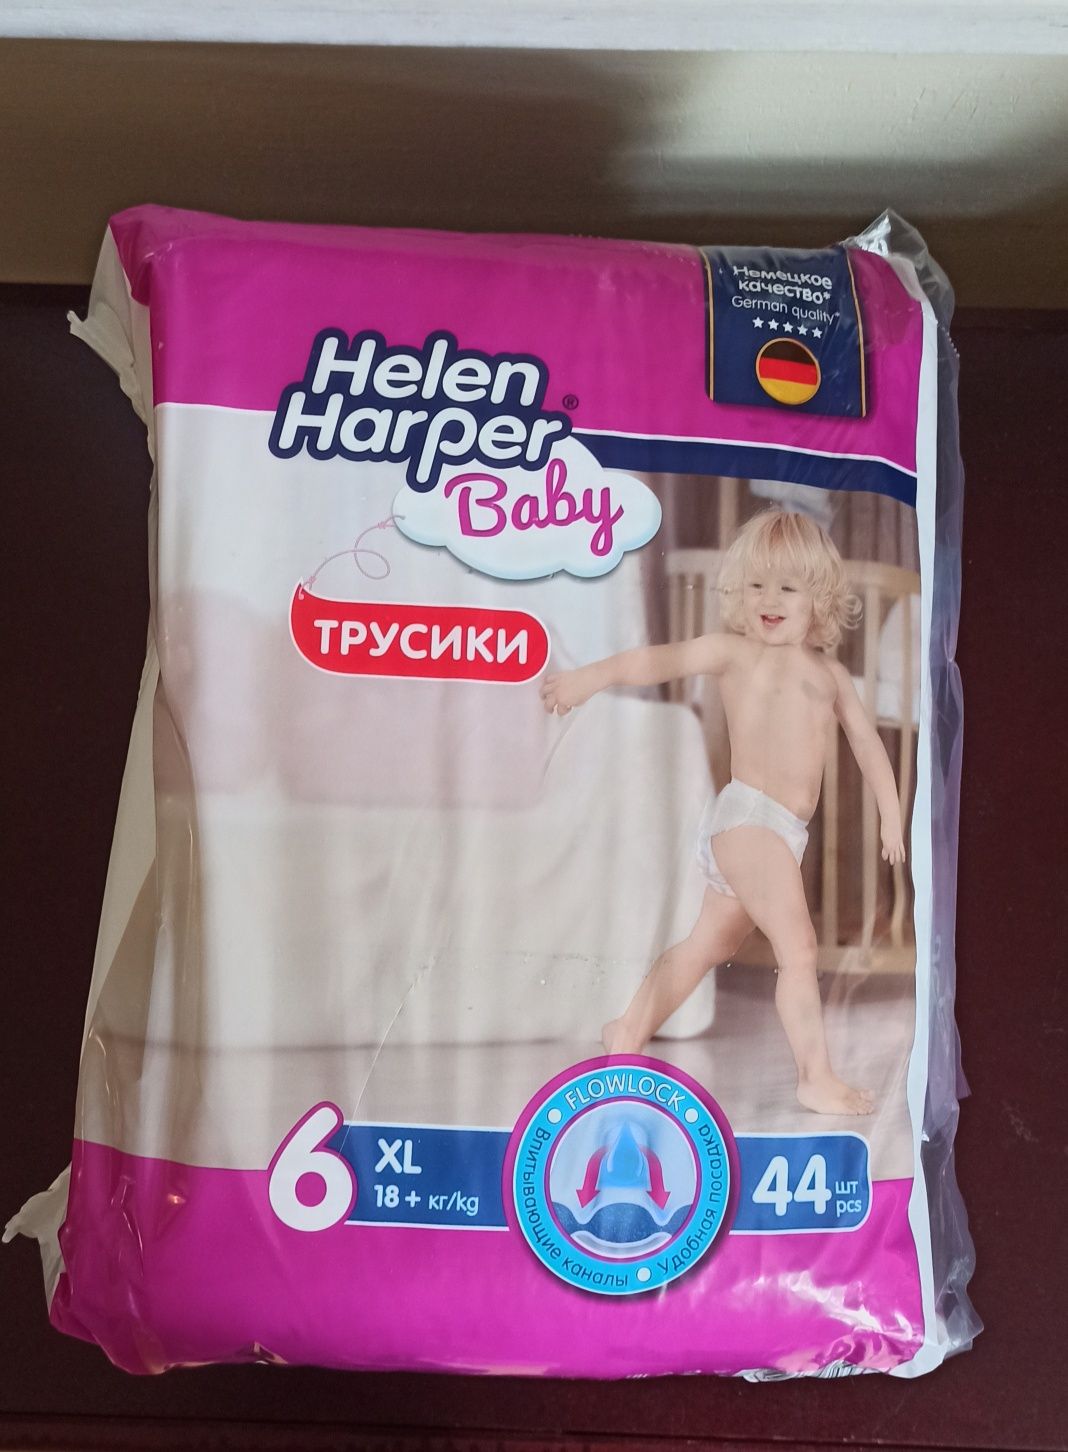 Немецкое
качество*
German quality*
Helen
Harper®
Baby
ТРУСИКИ
FLOWLOCK
Впитывающие каналы
Удобная посадка
6
XL
18+ кг/kg
44 шт
pcs